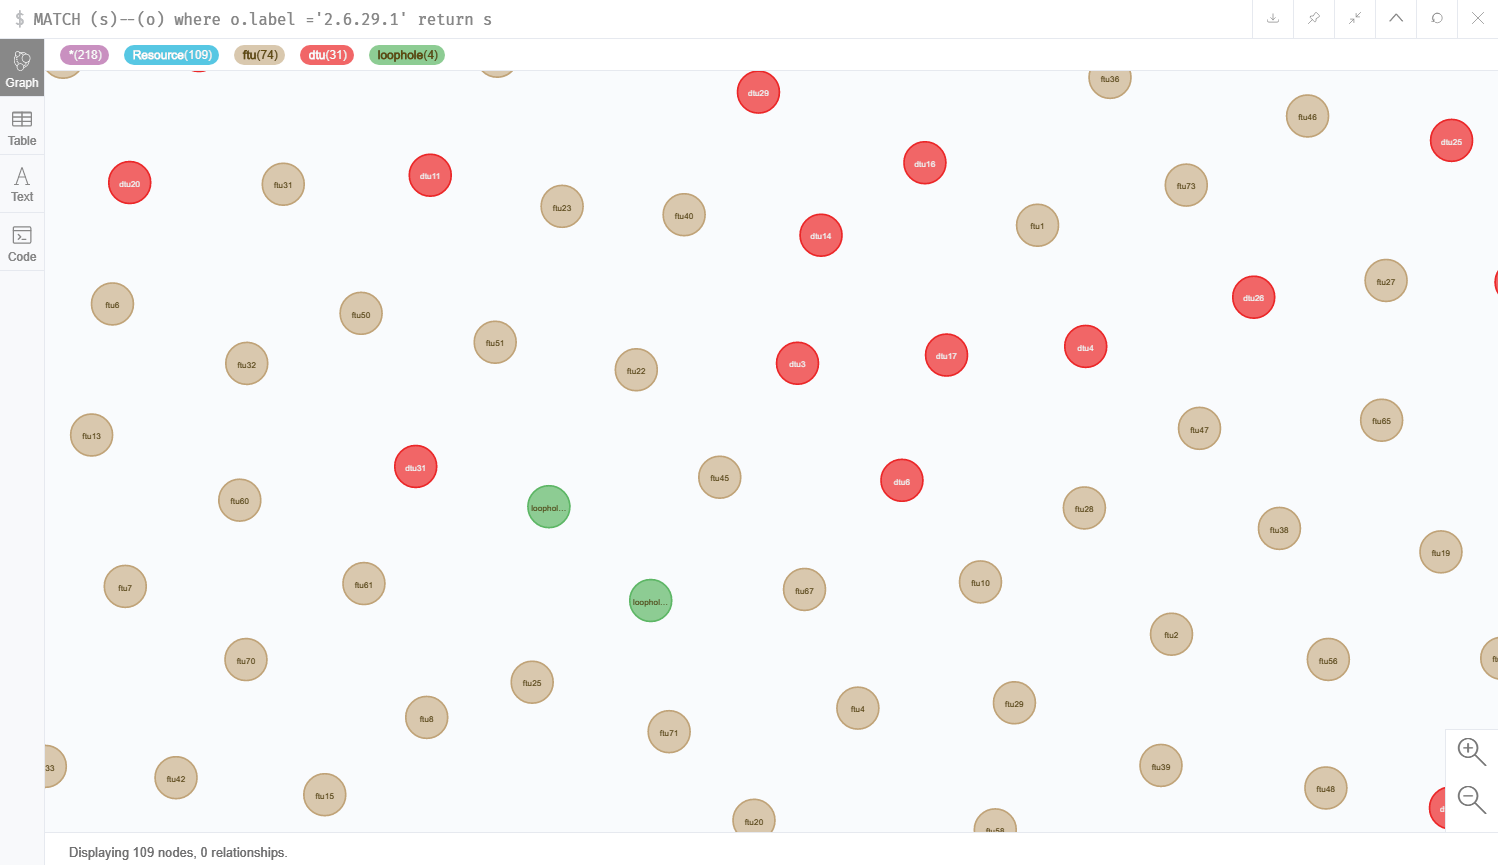 $ MATCH (s)--(o) where o.label ='2.6.29.1' return s
*(218) Resource(109) ftu(74) dtu(31) loophole(4)
Graph
Table
Text
Code
dtu29
ftu36
ftu46
dtu25
dtu20
ftu31
dtu11
dtu16
ftu23
ftu40
ftu73
dtu14
ftu1
ftu6
ftu50
dtu26
ftu27
ftu32
ftu51
ftu22
dtu3
dtu17
dtu4
ftu13
dtu31
ftu47
ftu65
ftu60
loophol...
ftu45
dtu6
ftu28
ftu38
ftu19
ftu7
ftu61
loophol...
ftu67
ftu10
ftu2
ftu70
ftu56
ftu25
ftu8
ftu71
ftu4
ftu29
33
ftu42
ftu15
ftu39
ftu48
ftu20
ftu58
Displaying 109 nodes, 0 relationships.